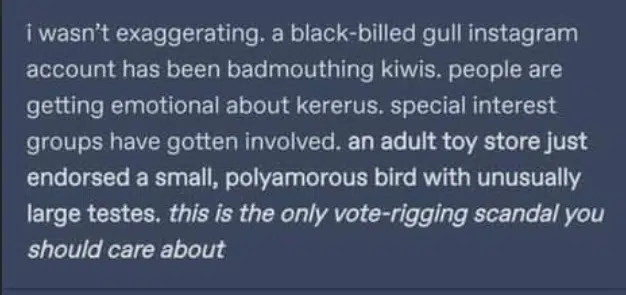 i wasn’t exaggerating. a black-billed gull instagram
account has been badmouthing kiwis. people are
getting emotional about kererus. special interest
groups have gotten involved. an adult toy store just
endorsed a small, polyamorous bird with unusually
large testes. this is the only vote-rigging scandal you
should care about